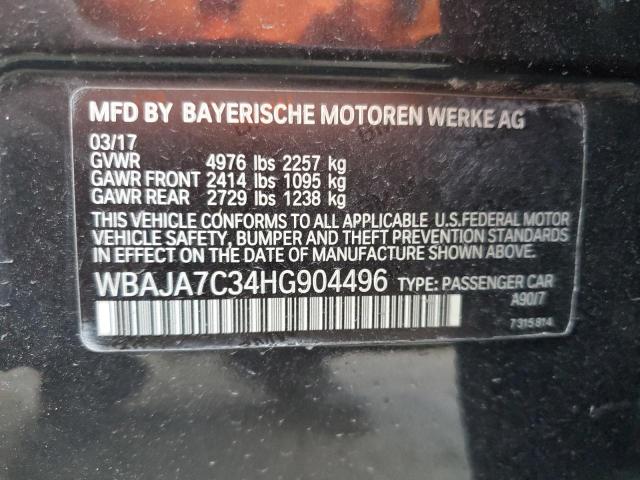 MFD BY BAYERISCHE MOTOREN WERKE AG
03/17
GVWR 4976 lbs 2257 kg
GAWR FRONT 2414 lbs 1095 kg
GAWR REAR 2729 lbs 1238 kg
THIS VEHICLE CONFORMS TO ALL APPLICABLE U.S.FEDERAL MOTOR
VEHICLE SAFETY, BUMPER AND THEFT PREVENTION STANDARDS
IN EFFECT ON THE DATE OF MANUFACTURE SHOWN ABOVE.
WBAJA7C34HG904496 TYPE: PASSENGER CAR
A90/7
7315814